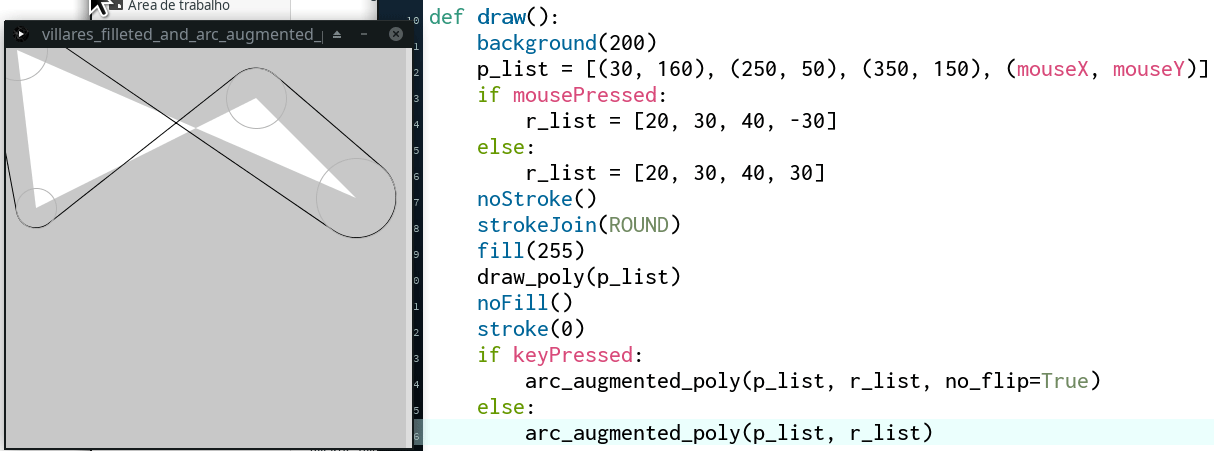 Área de trabalho
villares_filleted_and_arc_augmented_
def draw():
    background(200)
    p_list = [(30, 160), (250, 50), (350, 150), (mouseX, mouseY)]
    if mousePressed:
        r_list = [20, 30, 40, -30]
    else:
        r_list = [20, 30, 40, 30]
    noStroke()
    strokeJoin(ROUND)
    fill(255)
    draw_poly(p_list)
    noFill()
    stroke(0)
    if keyPressed:
        arc_augmented_poly(p_list, r_list, no_flip=True)
    else:
        arc_augmented_poly(p_list, r_list)